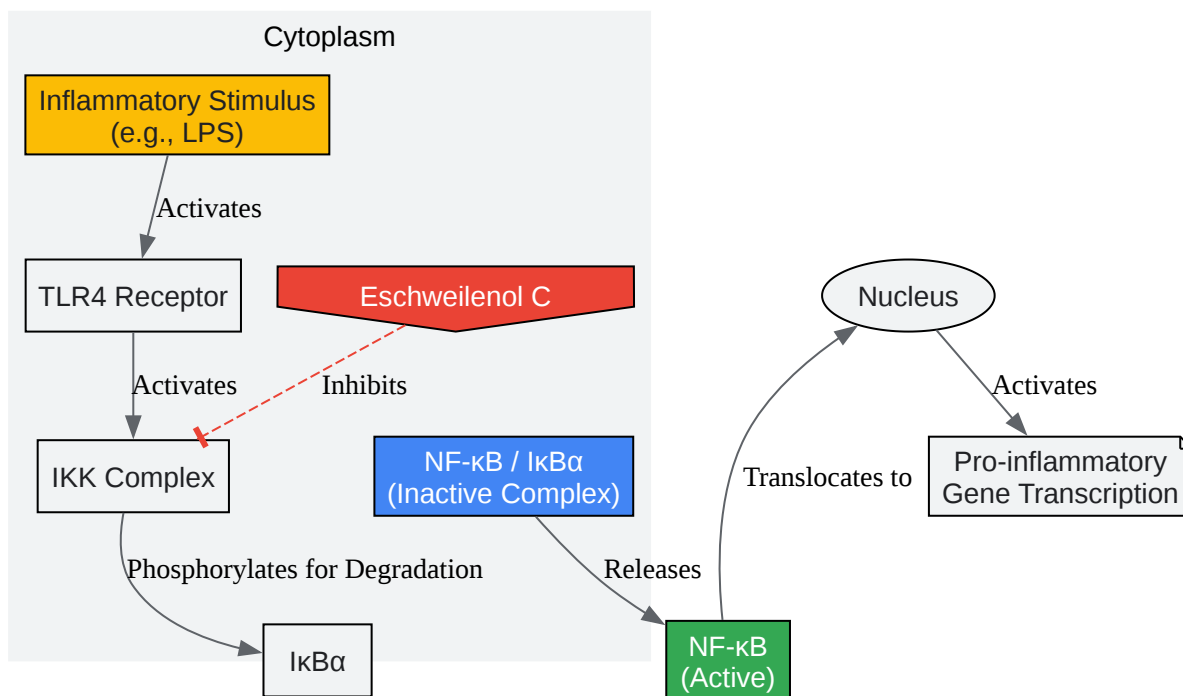 Cytoplasm
Inflammatory Stimulus
(e.g., LPS)
Activates
TLR4 Receptor
Eschweilenol C
Nucleus
Activates
Inhibits
Activates
IKK Complex
NF-κB / IκBα
(Inactive Complex)
Translocates to
Pro-inflammatory
Gene Transcription
Phosphorylates for Degradation
Releases
IκBα
NF-κB
(Active)